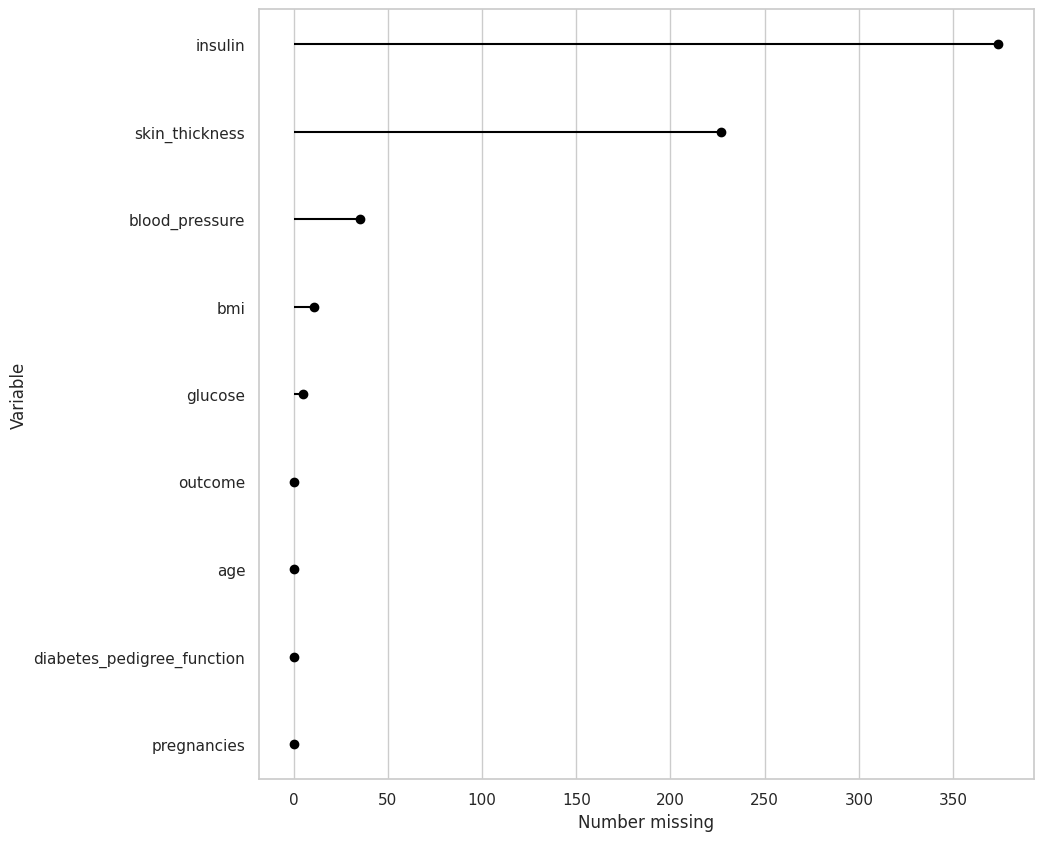 insulin
skin_thickness
blood_pressure
bmi
glucose
outcome
age
diabetes_pedigree_function
pregnancies
Variable
0 50 100 150 200 250 300 350
Number missing